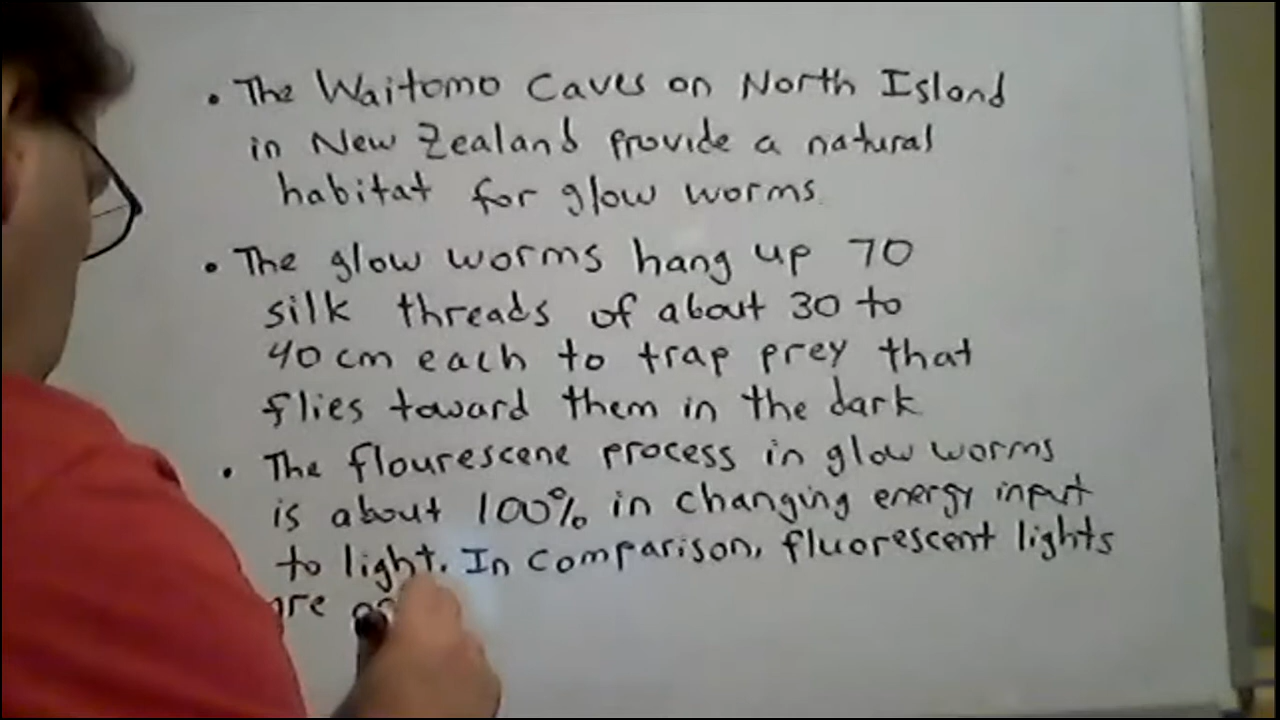 • The Waitomo Caves on North Island
in New Zealand provide a natural
habitat for glow worms.
• The glow worms hang up 70
silk threads of about 30 to
40 cm each to trap prey that
flies toward them in the dark
• The flourescene process in glow worms
is about 100% in changing energy input
to light. In comparison, fluorescent lights
are